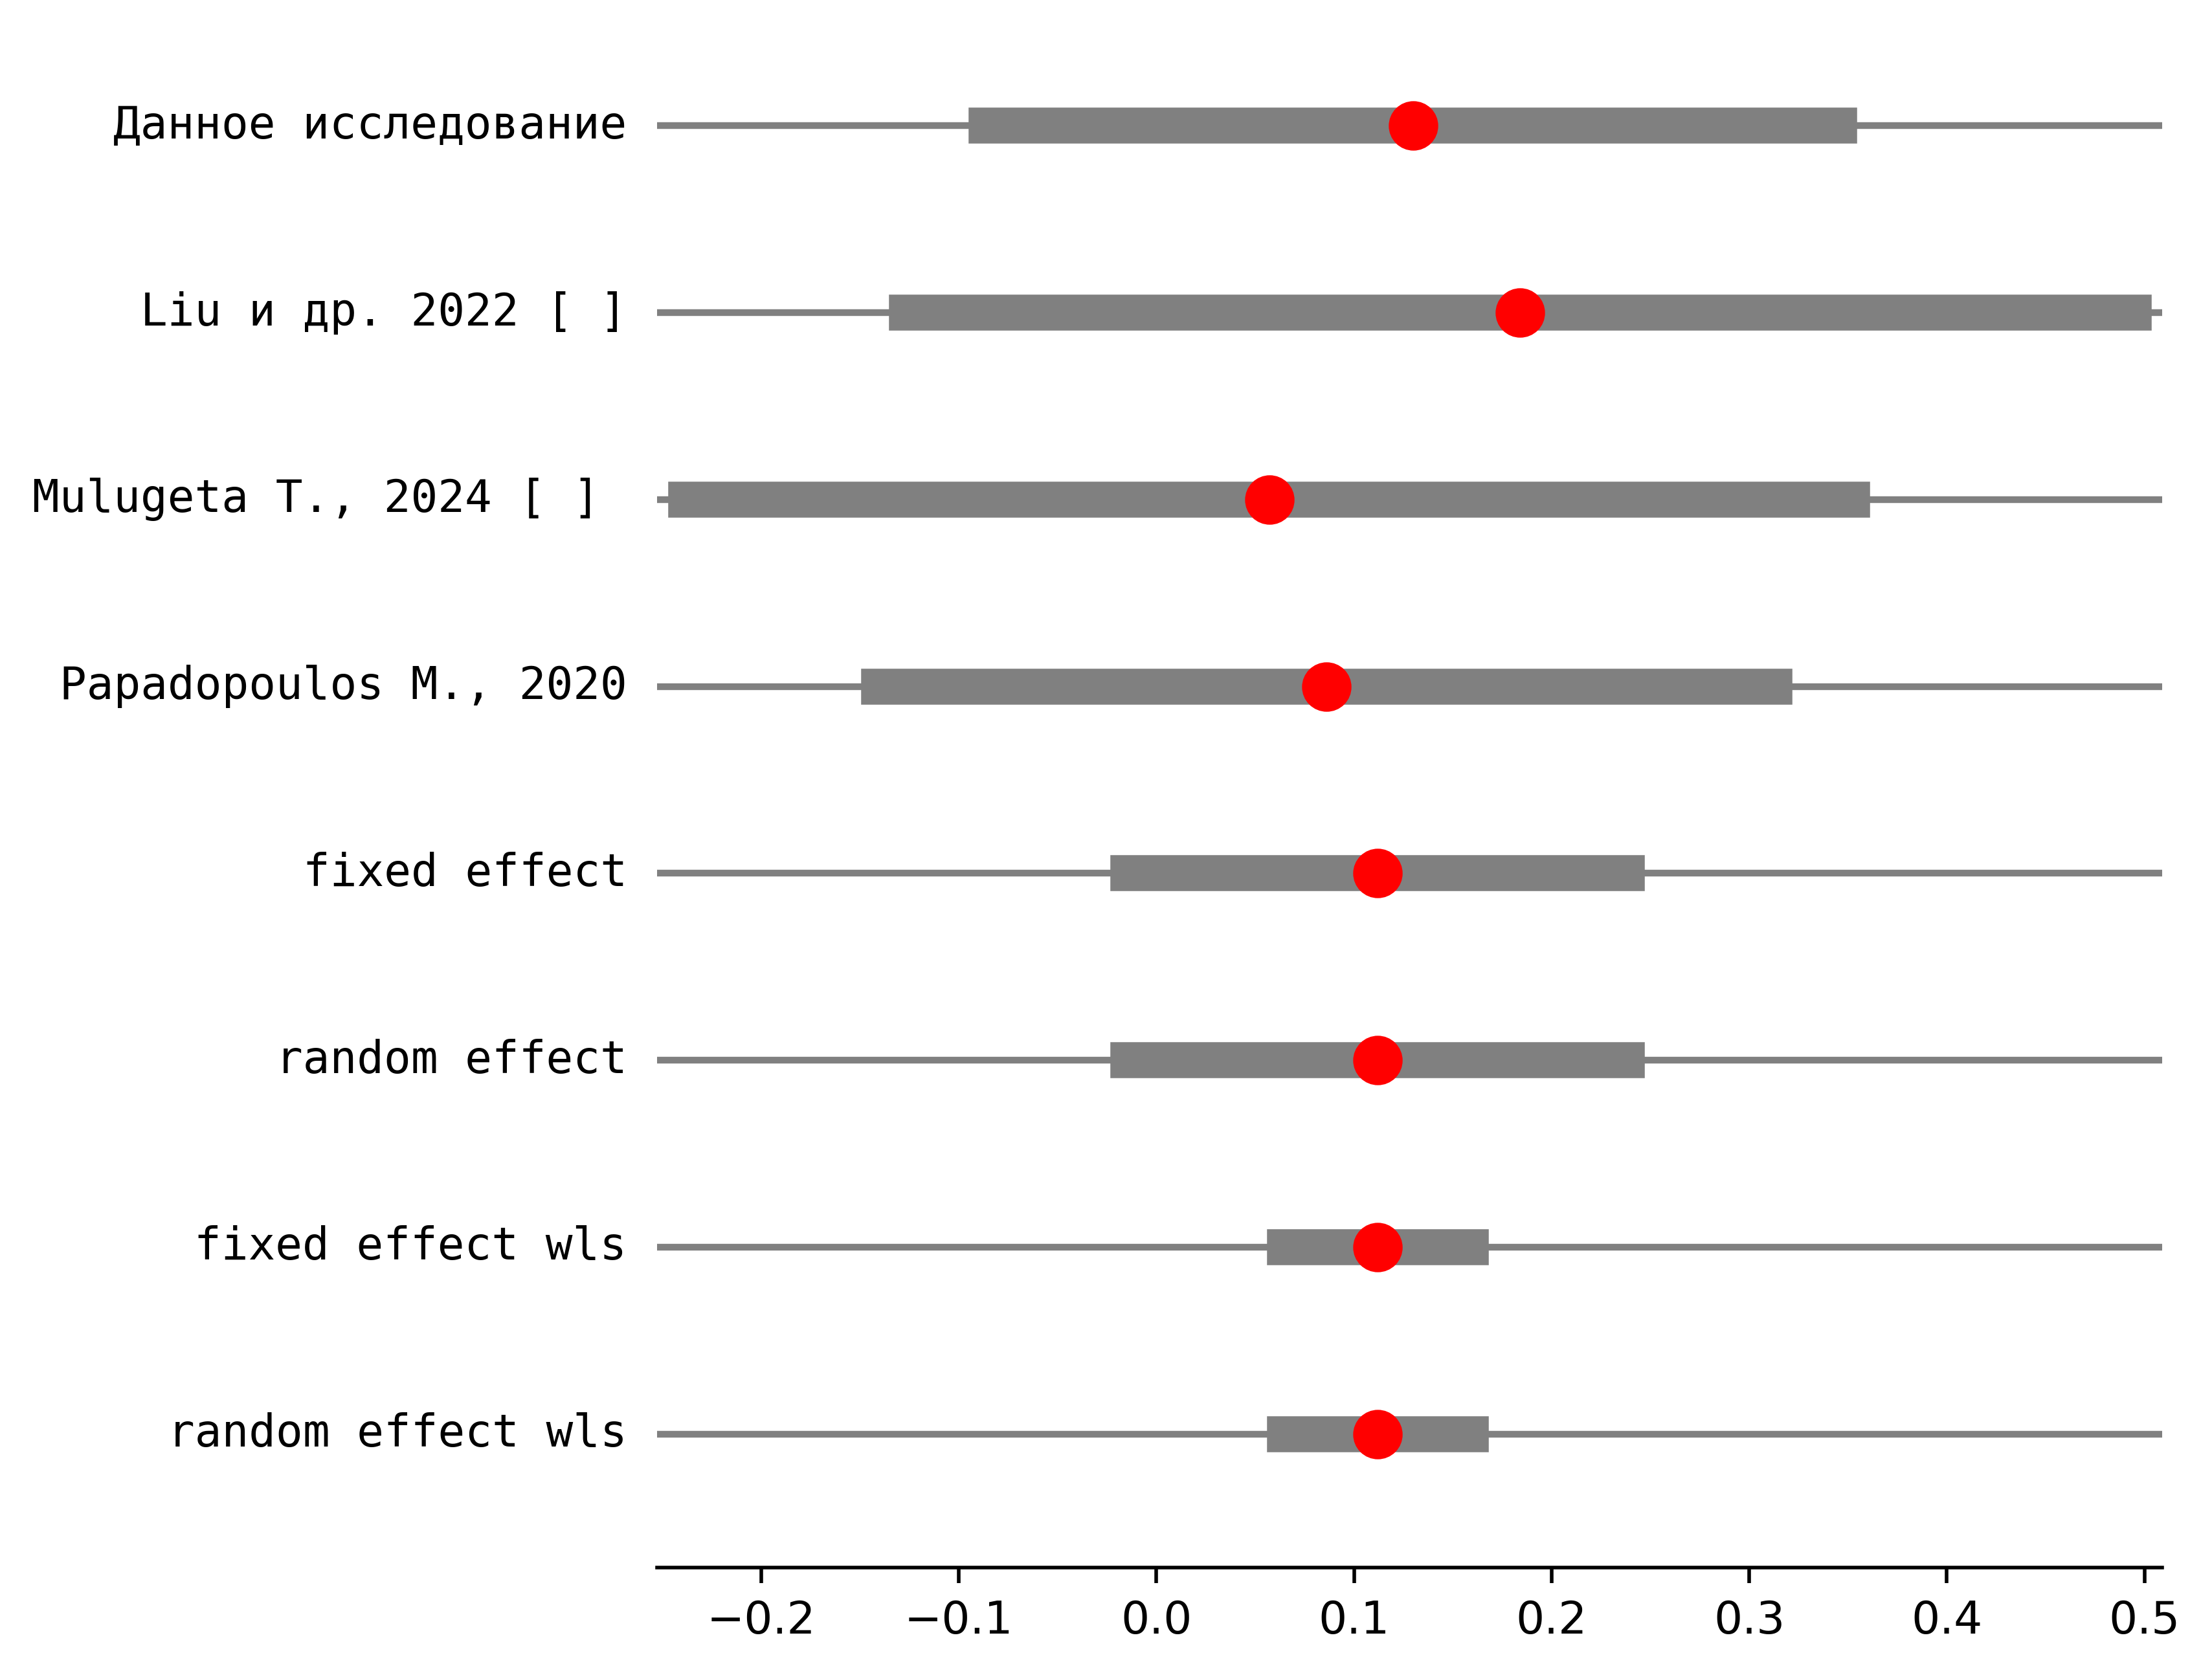 Данное исследование
Liu и др. 2022 [ ]
Mulugeta T., 2024 [ ]
Papadopoulos M., 2020
fixed effect
random effect
fixed effect wls
random effect wls
−0.2 −0.1 0.0 0.1 0.2 0.3 0.4 0.5